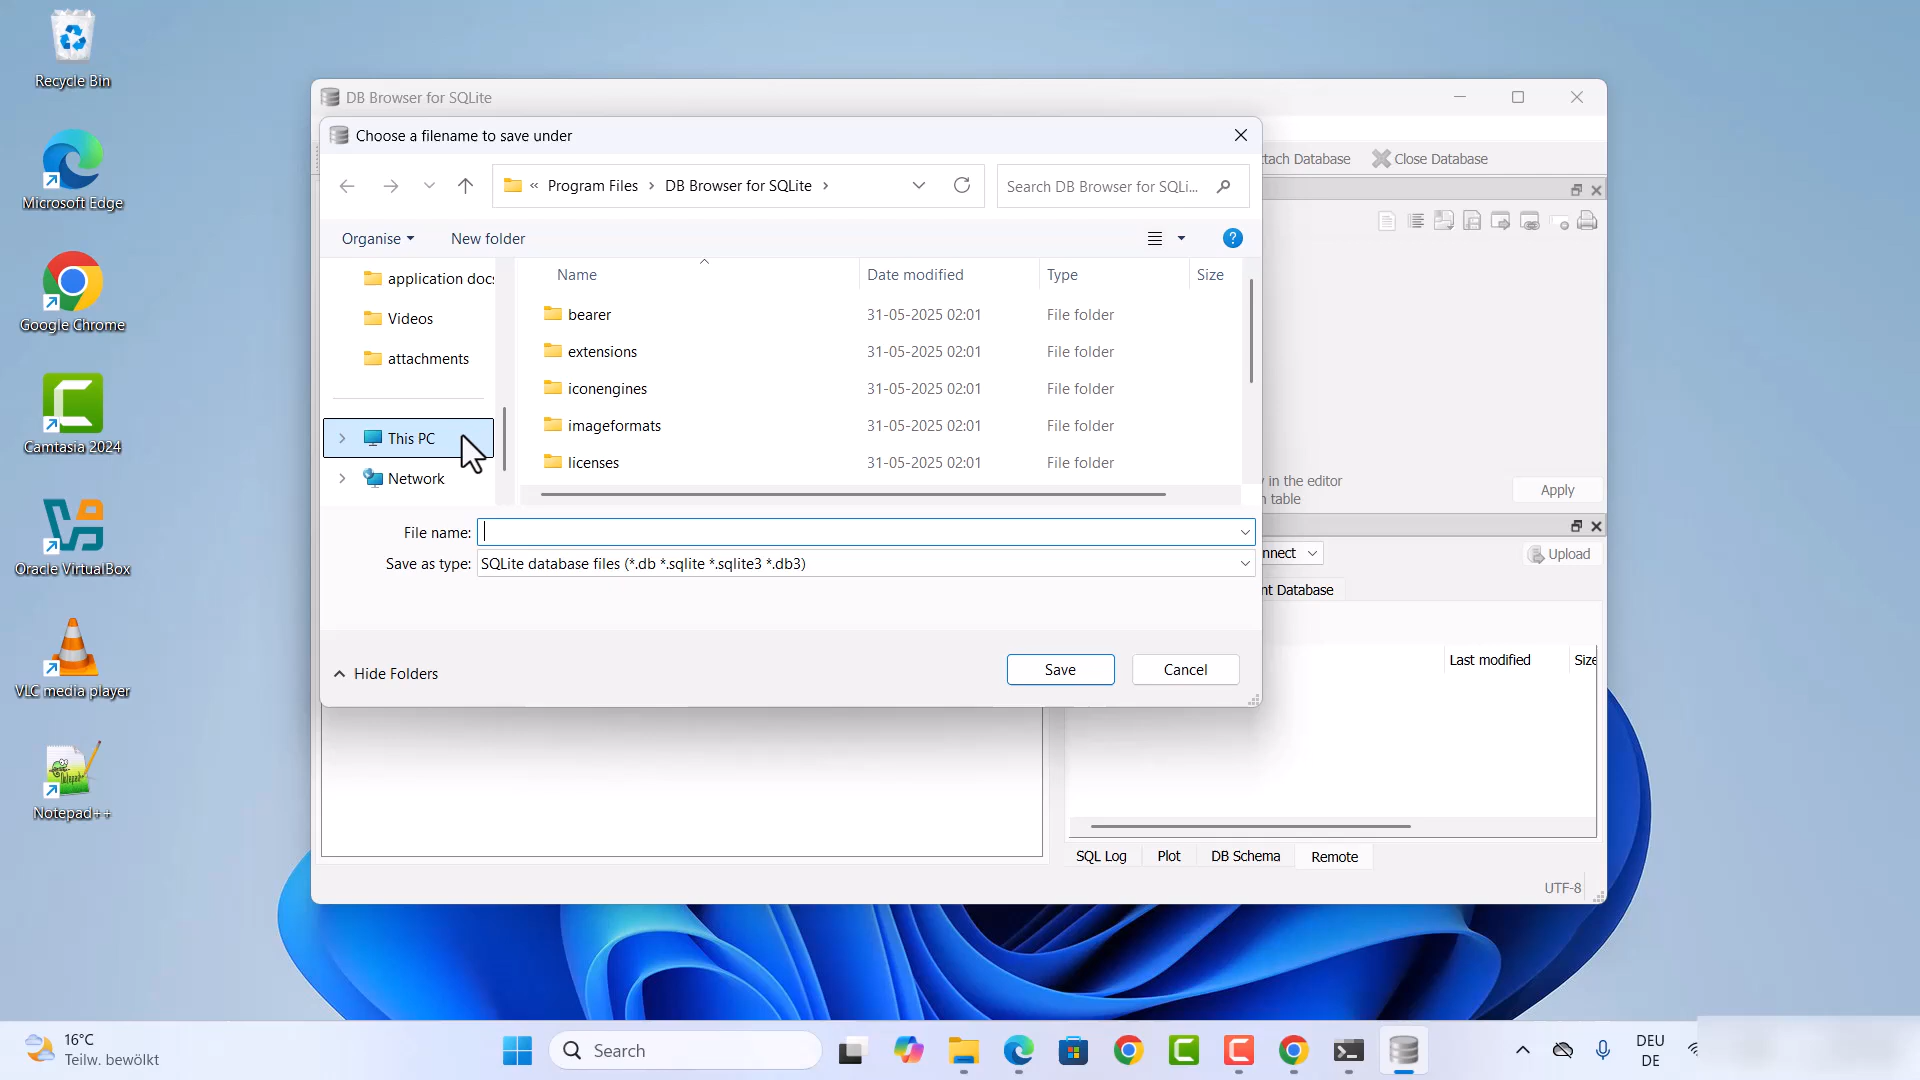 Recycle Bin
Microsoft Edge
Google Chrome
Camtasia 2024
Oracle VirtualBox
VLC media player
Notepad++
DB Browser for SQLite
Choose a filename to save under
tach Database
Close Database
« Program Files > DB Browser for SQLite >
Search DB Browser for SQLi...
Organise
New folder
?
application docs
Videos
attachments
This PC
Network
Name Date modified Type Size
bearer 31-05-2025 02:01 File folder
extensions 31-05-2025 02:01 File folder
iconengines 31-05-2025 02:01 File folder
imageformats 31-05-2025 02:01 File folder
licenses 31-05-2025 02:01 File folder
in the editor
table
Apply
File name:
Save as type: SQLite database files (*.db *.sqlite *.sqlite3 *.db3)
nnect
Upload
nt Database
Hide Folders
Save
Cancel
Last modified
Size
SQL Log
Plot
DB Schema
Remote
UTF-8
16°C
Teilw. bewölkt
Search
DEU
DE